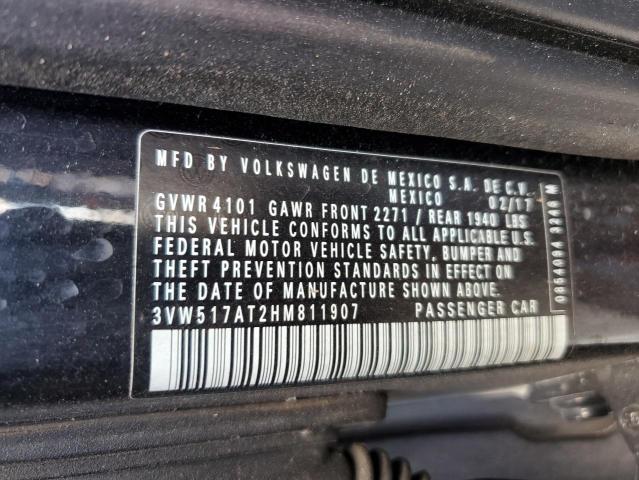 MFD BY VOLKSWAGEN DE MEXICO S.A. DE C.V.
MEXICO 02/17
GVWR 4101 GAWR FRONT 2271 / REAR 1940 LBS
THIS VEHICLE CONFORMS TO ALL APPLICABLE U.S.
FEDERAL MOTOR VEHICLE SAFETY, BUMPER AND
THEFT PREVENTION STANDARDS IN EFFECT ON
THE DATE OF MANUFACTURE SHOWN ABOVE.
3VW517AT2HM811907 PASSENGER CAR
0854094 3248 M